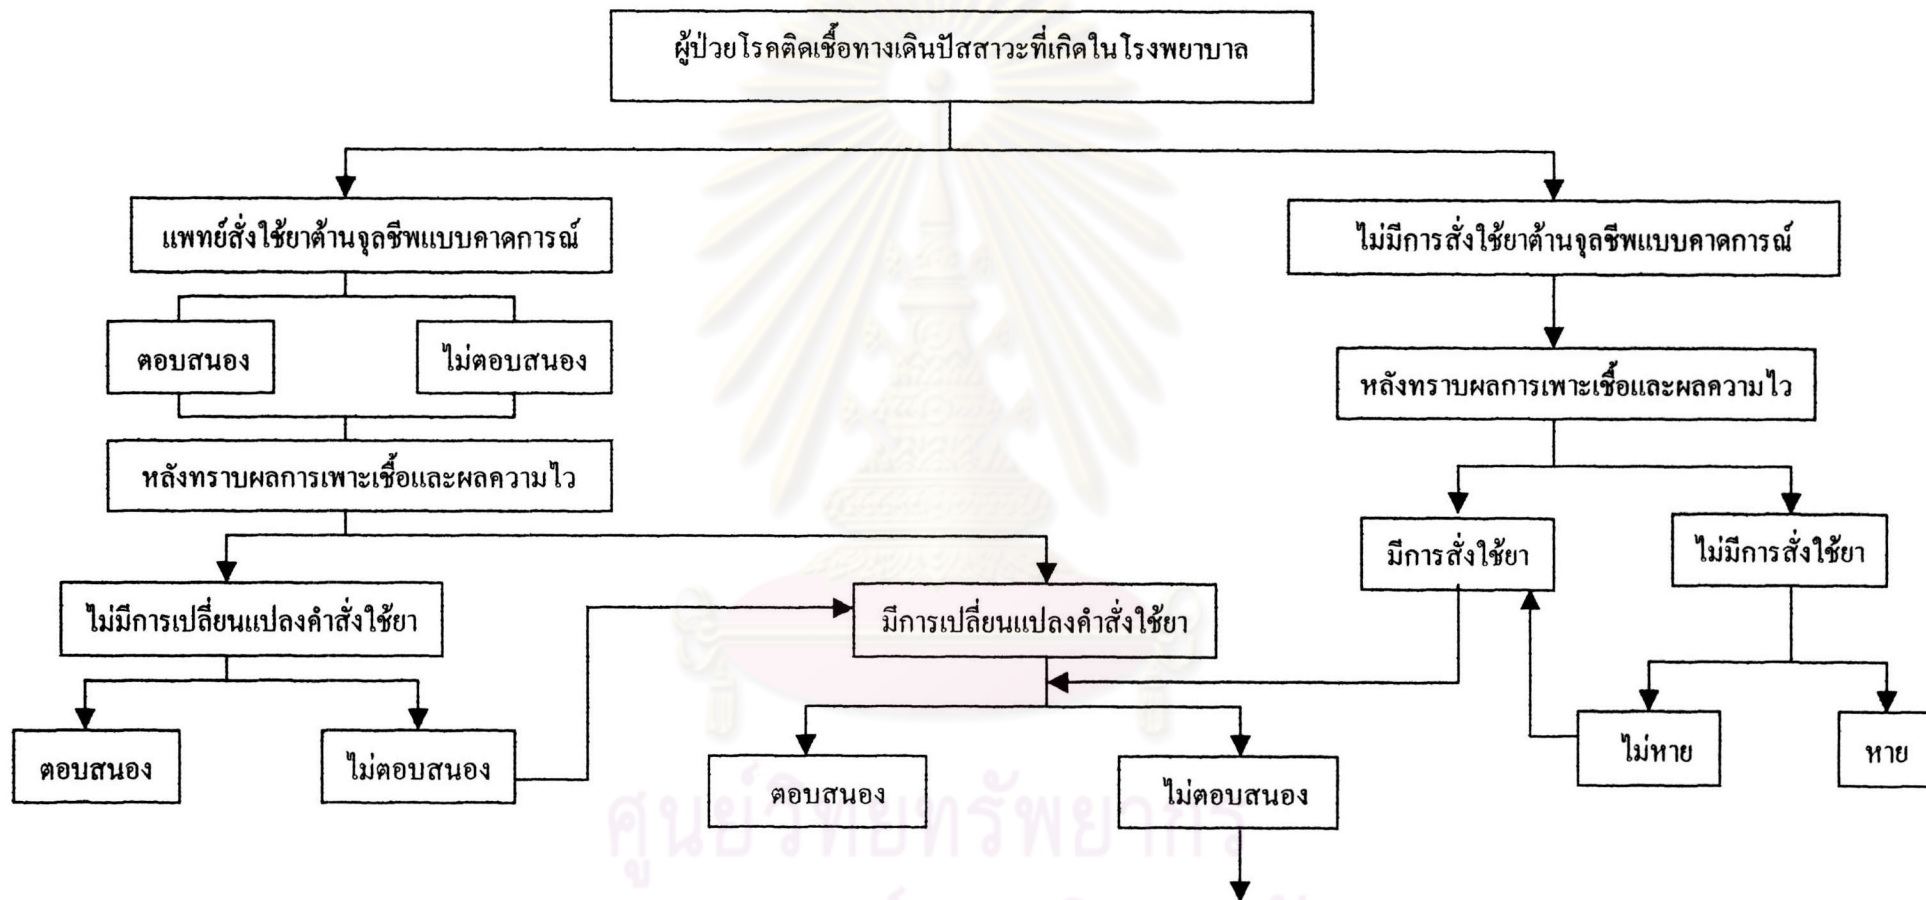 ผู้ป่วยโรคติดเชื้อทางเดินปัสสาวะที่เกิดในโรงพยาบาล
แพทย์สั่งใช้ยาต้านจุลชีพแบบคาดการณ์
ไม่มีการสั่งใช้ยาต้านจุลชีพแบบคาดการณ์
ตอบสนอง
ไม่ตอบสนอง
หลังทราบผลการเพาะเชื้อและผลความไว
หลังทราบผลการเพาะเชื้อและผลความไว
มีการสั่งใช้ยา
ไม่มีการสั่งใช้ยา
ไม่มีการเปลี่ยนแปลงคำสั่งใช้ยา
มีการเปลี่ยนแปลงคำสั่งใช้ยา
ตอบสนอง
ไม่ตอบสนอง
ตอบสนอง
ไม่ตอบสนอง
ไม่หาย
หาย
ศูนย์วิทยทรัพยากร